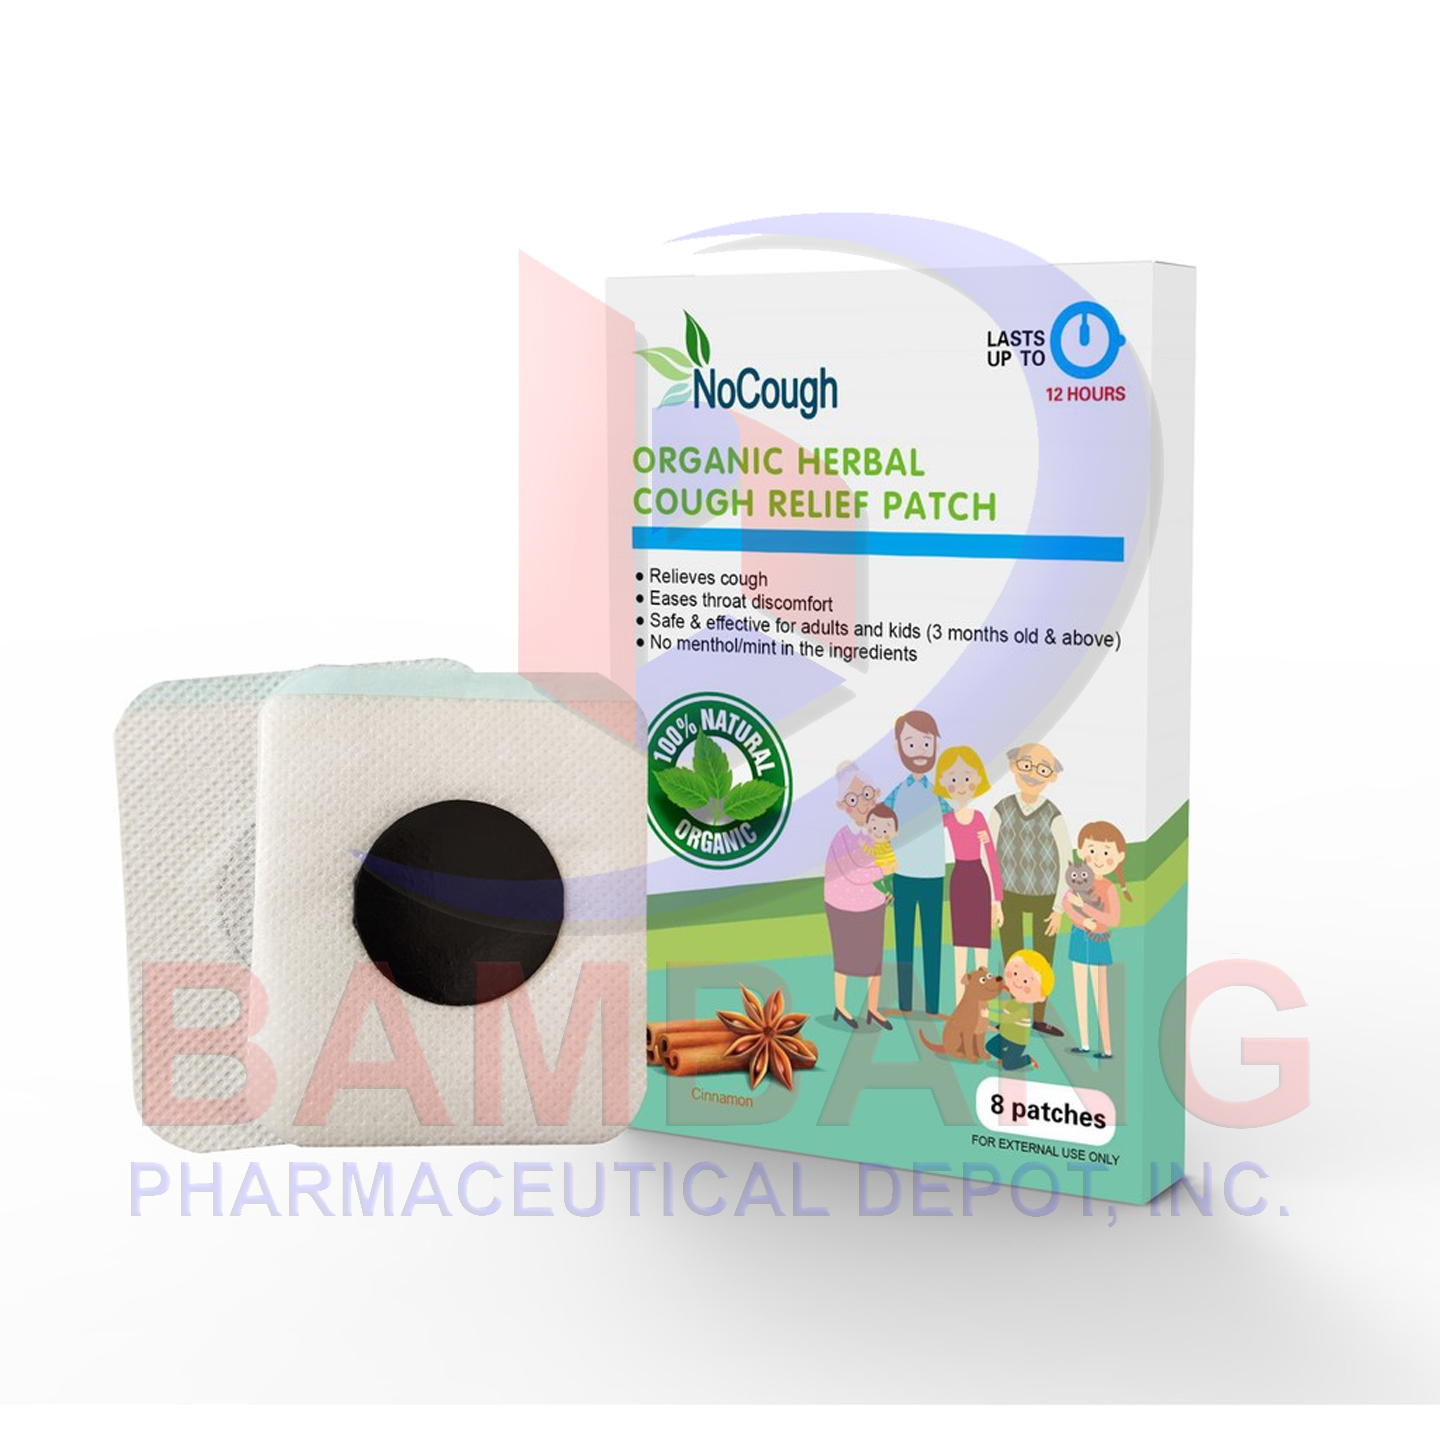 NoCough
LASTS
UP TO
12 HOURS
ORGANIC HERBAL
COUGH RELIEF PATCH
• Relieves cough
• Eases throat discomfort
• Safe & effective for adults and kids (3 months old & above)
• No menthol/mint in the ingredients
100% NATURAL
ORGANIC
Cinnamon
8 patches
FOR EXTERNAL USE ONLY
BAMBANG
PHARMACEUTICAL DEPOT, INC.